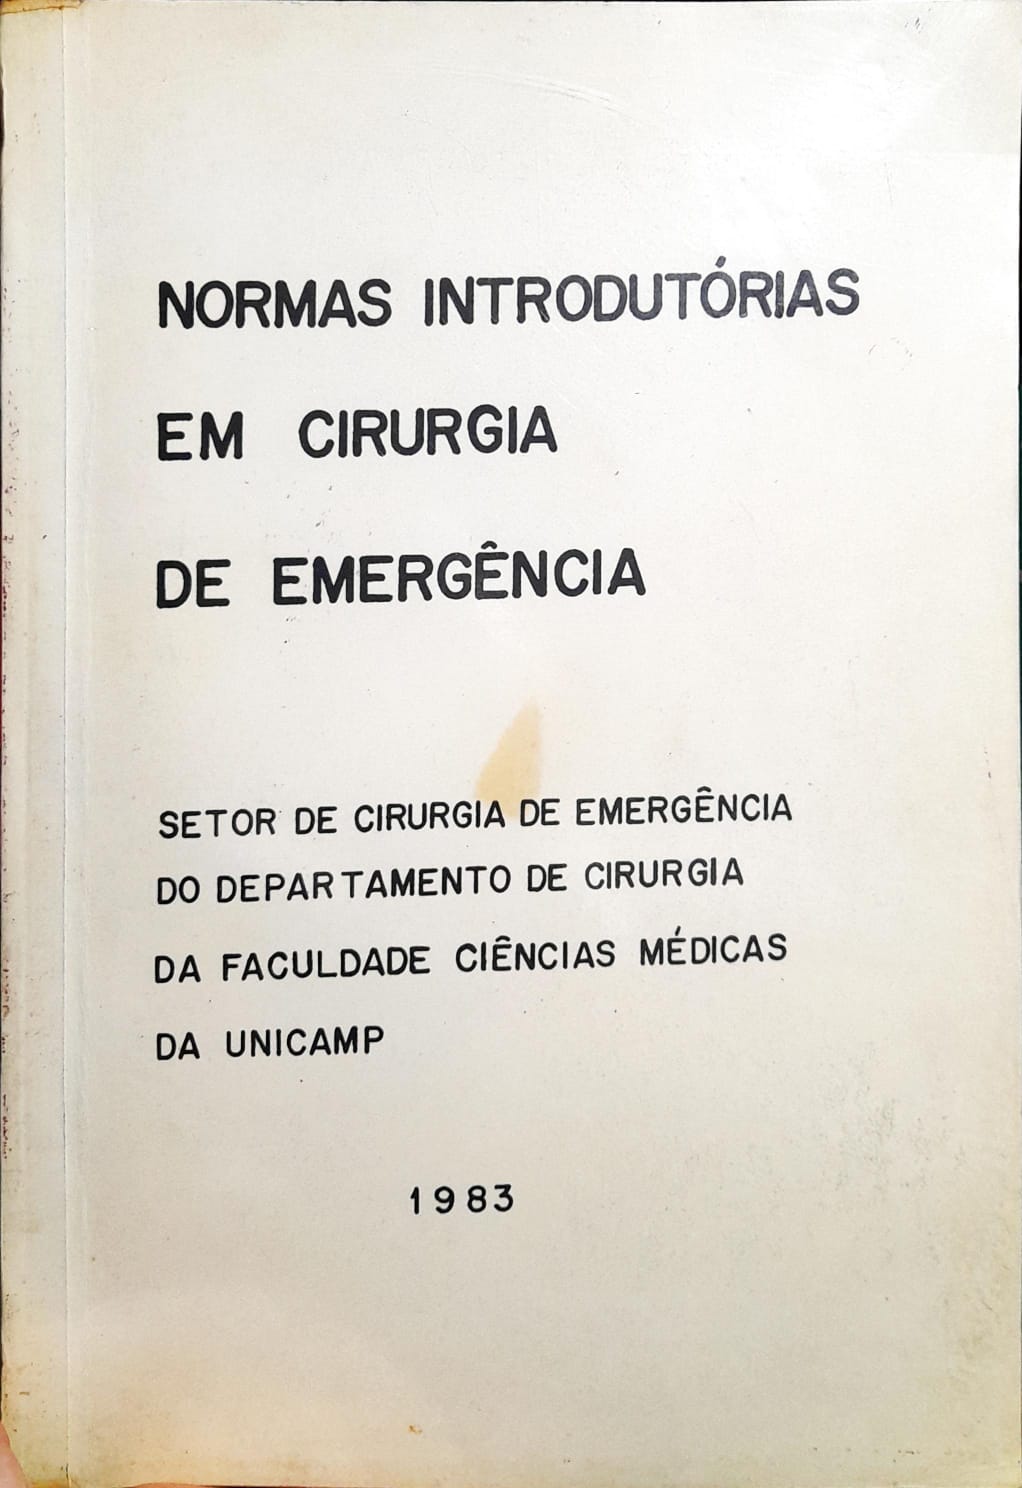 NORMAS INTRODUTÓRIAS
EM CIRURGIA
DE EMERGÊNCIA
SETOR DE CIRURGIA DE EMERGÊNCIA
DO DEPARTAMENTO DE CIRURGIA
DA FACULDADE CIÊNCIAS MÉDICAS
DA UNICAMP
1983